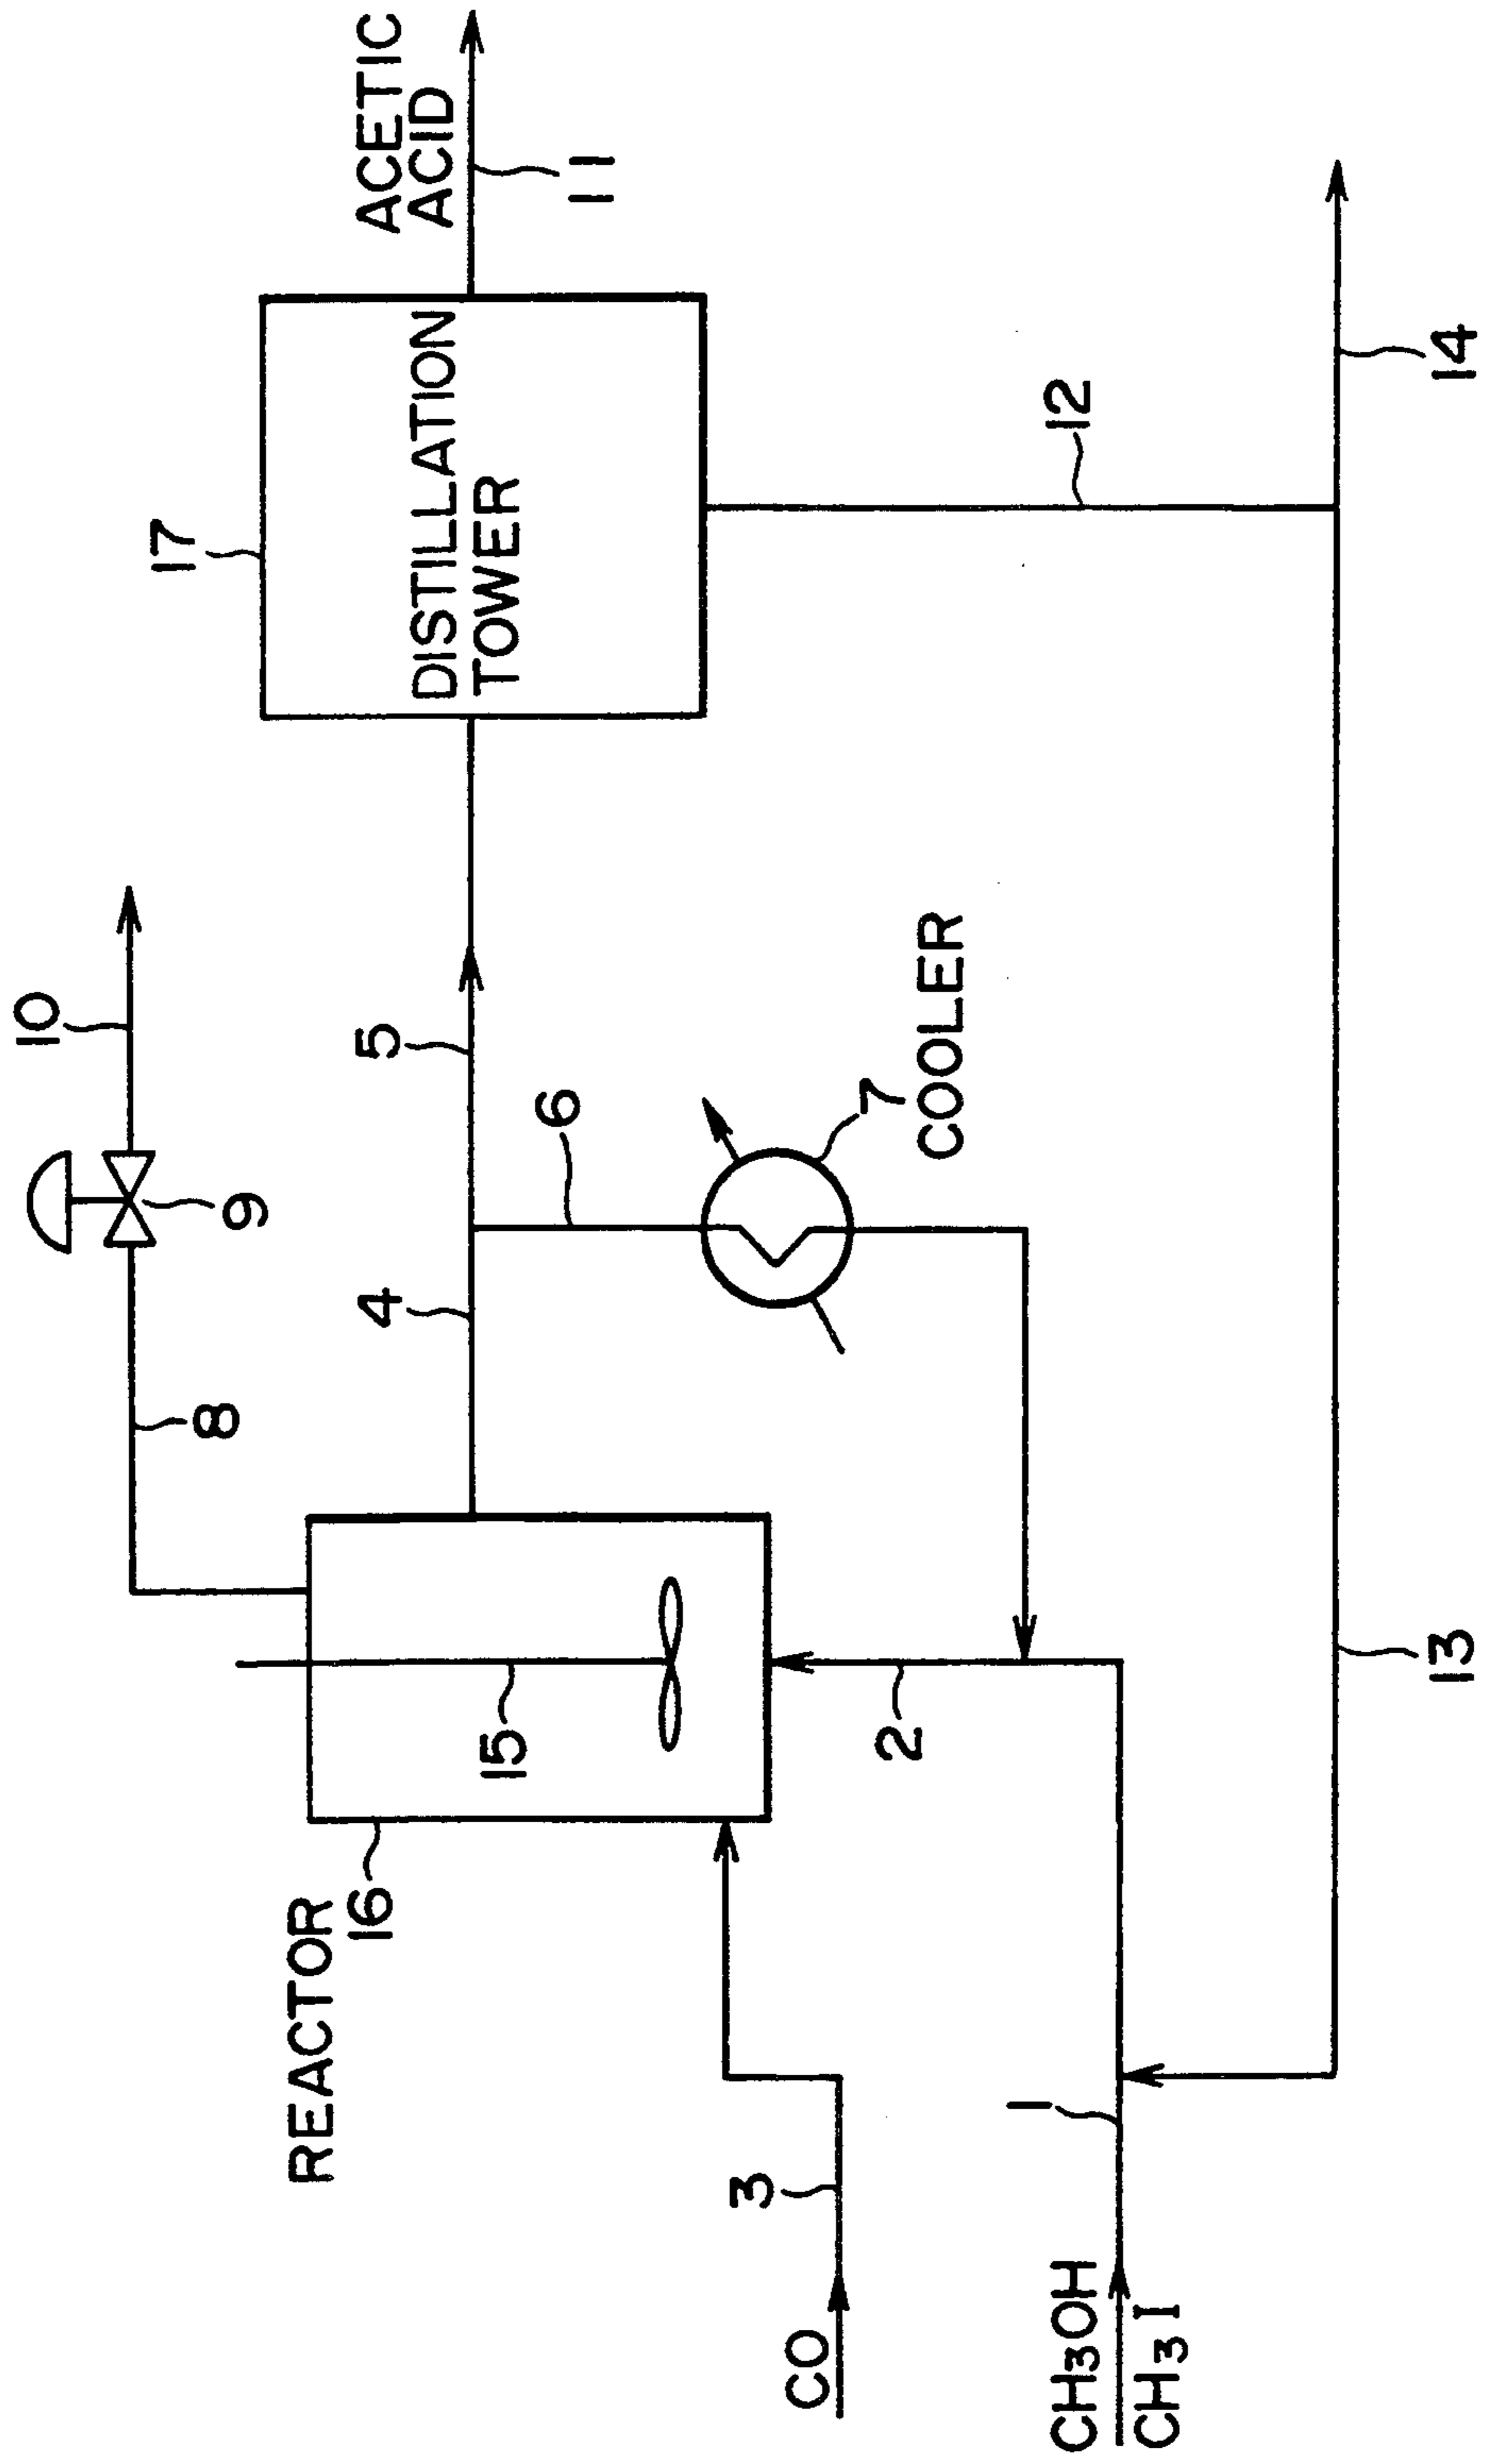 10
9
8
17
ACETIC
ACID
11
5
4
DISTILLATION
TOWER
6
7
COOLER
REACTOR
16
15
2
12
3
CO
1
CH₃OH
CH₃I
13
14